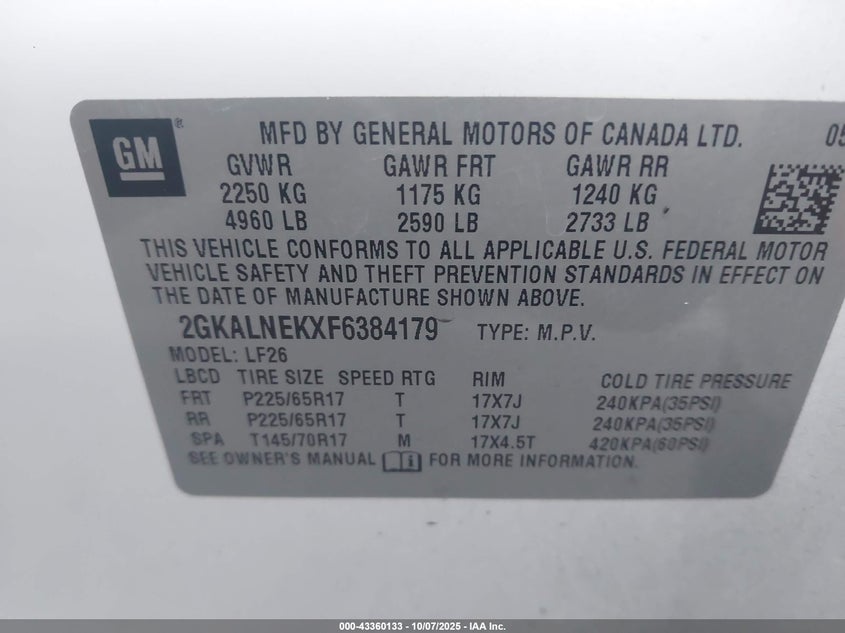 GM ® MFD BY GENERAL MOTORS OF CANADA LTD. 05
GVWR GAWR FRT GAWR RR
2250 KG 1175 KG 1240 KG
4960 LB 2590 LB 2733 LB
THIS VEHICLE CONFORMS TO ALL APPLICABLE U.S. FEDERAL MOTOR
VEHICLE SAFETY AND THEFT PREVENTION STANDARDS IN EFFECT ON
THE DATE OF MANUFACTURE SHOWN ABOVE.
2GKALNEKXF6384179 TYPE: M.P.V.
MODEL: LF26
LBCD TIRE SIZE SPEED RTG RIM COLD TIRE PRESSURE
FRT P225/65R17 T 17X7J 240KPA(35PSI)
RR P225/65R17 T 17X7J 240KPA(35PSI)
SPA T145/70R17 M 17X4.5T 420KPA(60PSI)
SEE OWNER'S MANUAL FOR MORE INFORMATION.
000-43360133 - 10/07/2025 - IAA Inc.